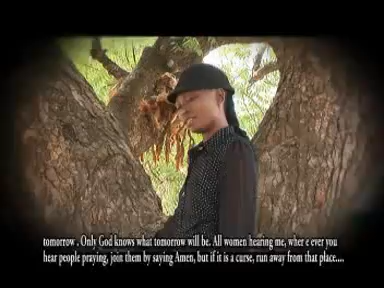 tomorrow . Only God knows what tomorrow will be. All women hearing me, wher e ever you
hear people praying, join them by saying Amen, but if it is a curse, run away from that place....